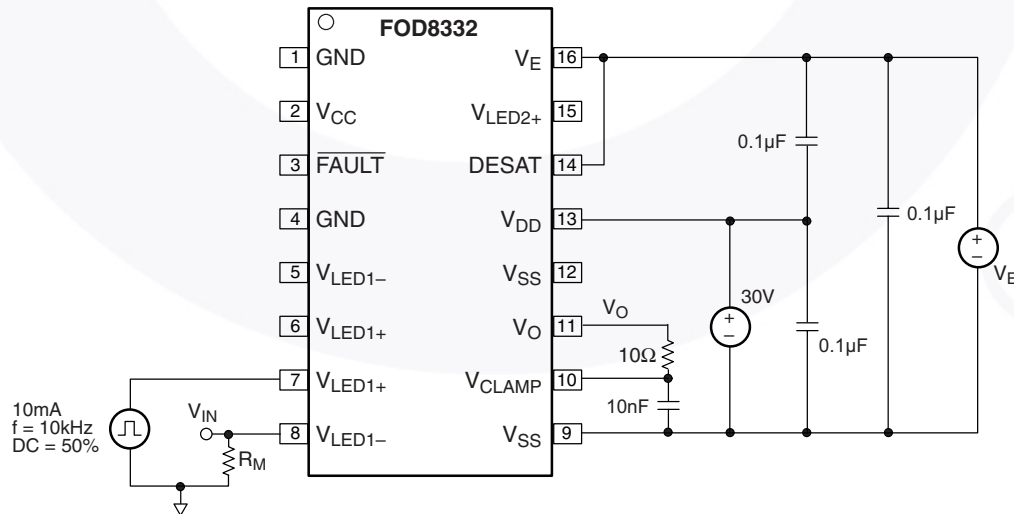 FOD8332
1 GND
2 VCC
3 FAULT
4 GND
5 VLED1–
6 VLED1+
7 VLED1+
8 VLED1–
VE 16
VLED2+ 15
DESAT 14
VDD 13
VSS 12
VO 11
VCLAMP 10
VSS 9
10mA
f = 10kHz
DC = 50%
VIN
RM
VO
10Ω
10nF
30V
0.1µF
0.1µF
0.1µF
VE